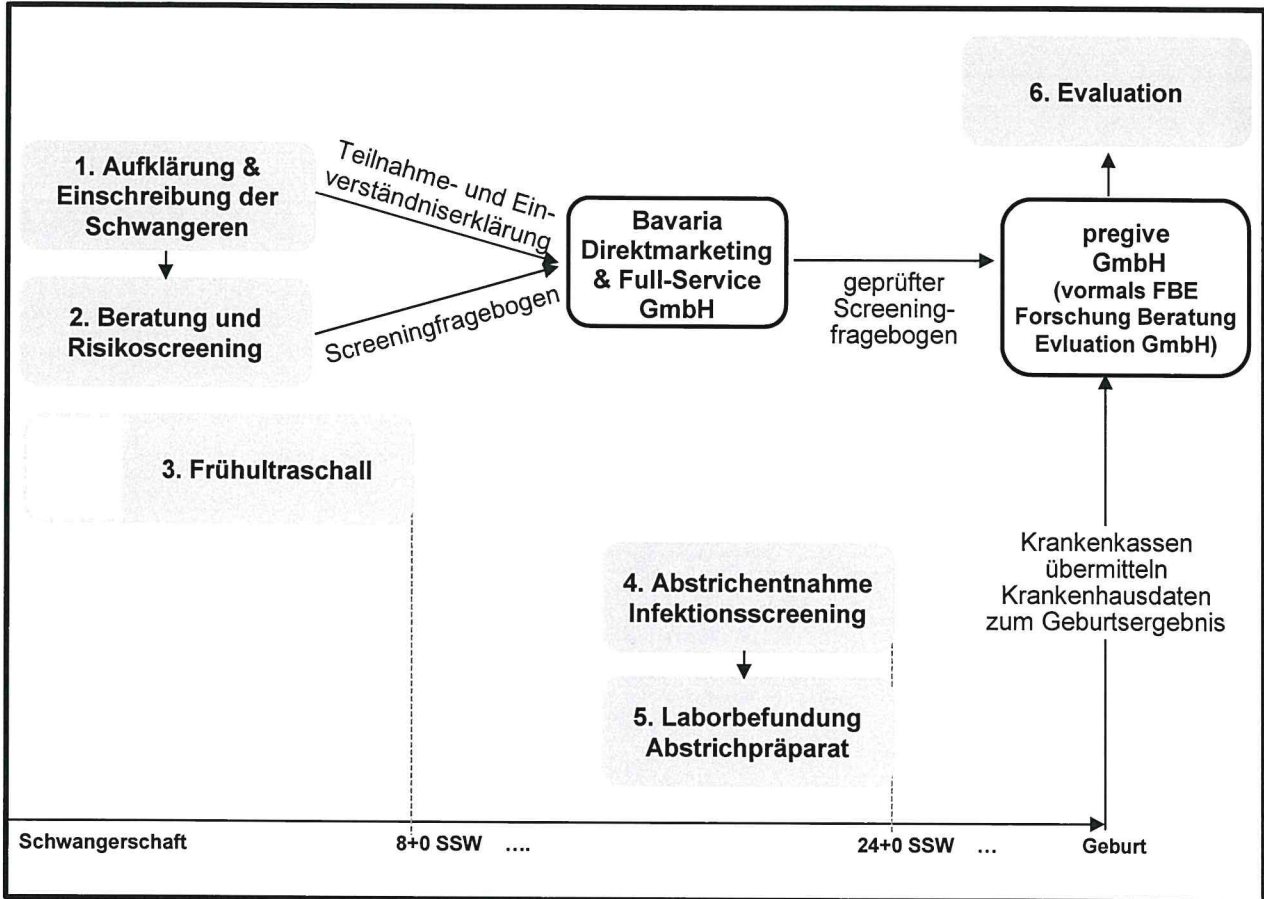 6. Evaluation
1. Aufklärung &
Einschreibung der
Schwangeren
Teilnahme- und Ein-
verständniserklärung
2. Beratung und
Risikoscreening
Screeningfragebogen
Bavaria
Direktmarketing
& Full-Service
GmbH
geprüfter
Screening-
fragebogen
pregive
GmbH
(vormals FBE
Forschung Beratung
Evluation GmbH)
3. Frühultraschall
4. Abstrichentnahme
Infektionsscreening
5. Laborbefundung
Abstrichpräparat
Krankenkassen
übermitteln
Krankenhausdaten
zum Geburtsergebnis
Schwangerschaft 8+0 SSW .... 24+0 SSW ... Geburt